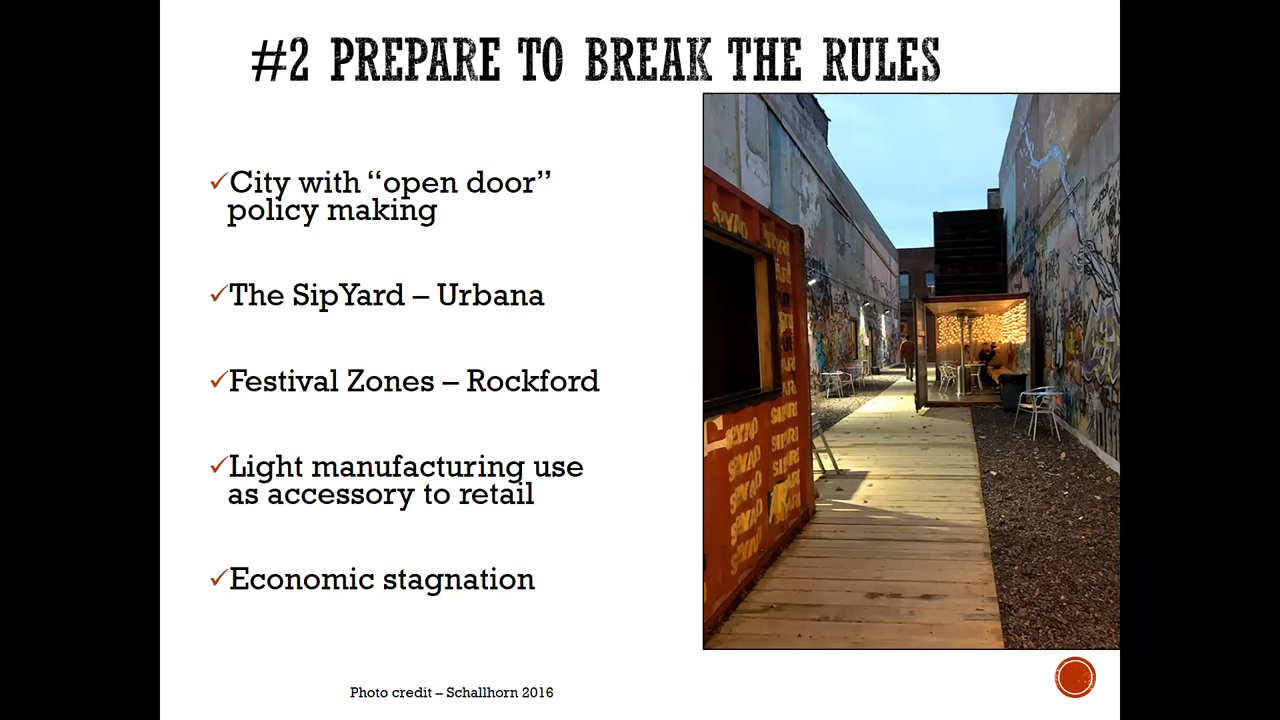 #2 PREPARE TO BREAK THE RULES
✓City with “open door”
policy making
✓The SipYard – Urbana
✓Festival Zones – Rockford
✓Light manufacturing use
as accessory to retail
✓Economic stagnation
Photo credit – Schallhorn 2016